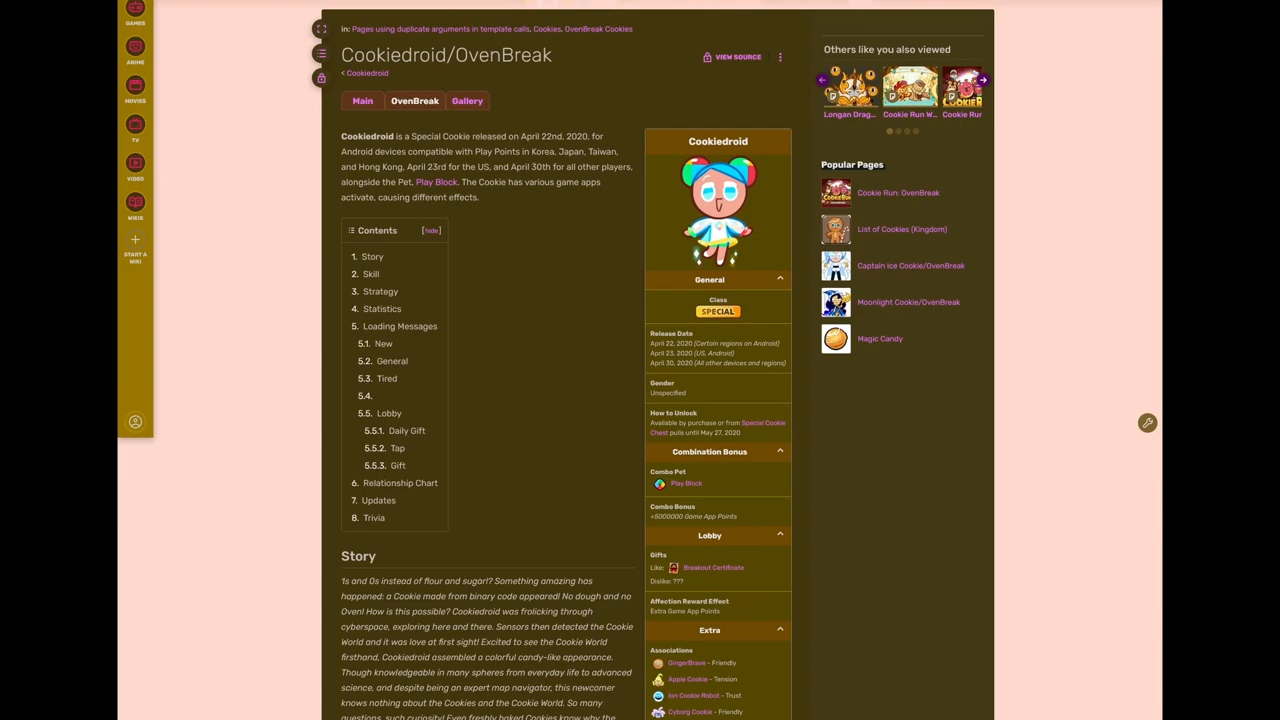 GAMES
ANIME
MOVIES
TV
VIDEO
WIKIS
START A
WIKI
in: Pages using duplicate arguments in template calls, Cookies, OvenBreak Cookies
Cookiedroid/OvenBreak
VIEW SOURCE
< Cookiedroid
Main
OvenBreak
Gallery
Cookiedroid is a Special Cookie released on April 22nd, 2020, for
Android devices compatible with Play Points in Korea, Japan, Taiwan,
and Hong Kong, April 23rd for the US, and April 30th for all other players,
alongside the Pet, Play Block. The Cookie has various game apps
activate, causing different effects.
Contents [hide]
1. Story
2. Skill
3. Strategy
4. Statistics
5. Loading Messages
5.1. New
5.2. General
5.3. Tired
5.4.
5.5. Lobby
5.5.1. Daily Gift
5.5.2. Tap
5.5.3. Gift
6. Relationship Chart
7. Updates
8. Trivia
Story
1s and 0s instead of flour and sugar!? Something amazing has
happened: a Cookie made from binary code appeared! No dough and no
Oven! How is this possible? Cookiedroid was frolicking through
cyberspace, exploring here and there. Sensors then detected the Cookie
World and it was love at first sight! Excited to see the Cookie World
firsthand, Cookiedroid assembled a colorful candy-like appearance.
Though knowledgeable in many spheres from everyday life to advanced
science, and despite being an expert map navigator, this newcomer
knows nothing about the Cookies and the Cookie World. So many
questions, such curiosity! Even freshly baked Cookies know why the
Cookiedroid
General
Class
SPECIAL
Release Date
April 22, 2020 (Certain regions on Android)
April 23, 2020 (US, Android)
April 30, 2020 (All other devices and regions)
Gender
Unspecified
How to Unlock
Available by purchase or from Special Cookie
Chest pulls until May 27, 2020
Combination Bonus
Combo Pet
Play Block
Combo Bonus
+5000000 Game App Points
Lobby
Gifts
Like: Breakout Certificate
Dislike: ???
Affection Reward Effect
Extra Game App Points
Extra
Associations
GingerBrave - Friendly
Apple Cookie - Tension
Ion Cookie Robot - Trust
Cyborg Cookie - Friendly
Others like you also viewed
Longan Drag...
Cookie Run W...
Cookie Rur
Popular Pages
Cookie Run: OvenBreak
List of Cookies (Kingdom)
Captain Ice Cookie/OvenBreak
Moonlight Cookie/OvenBreak
Magic Candy